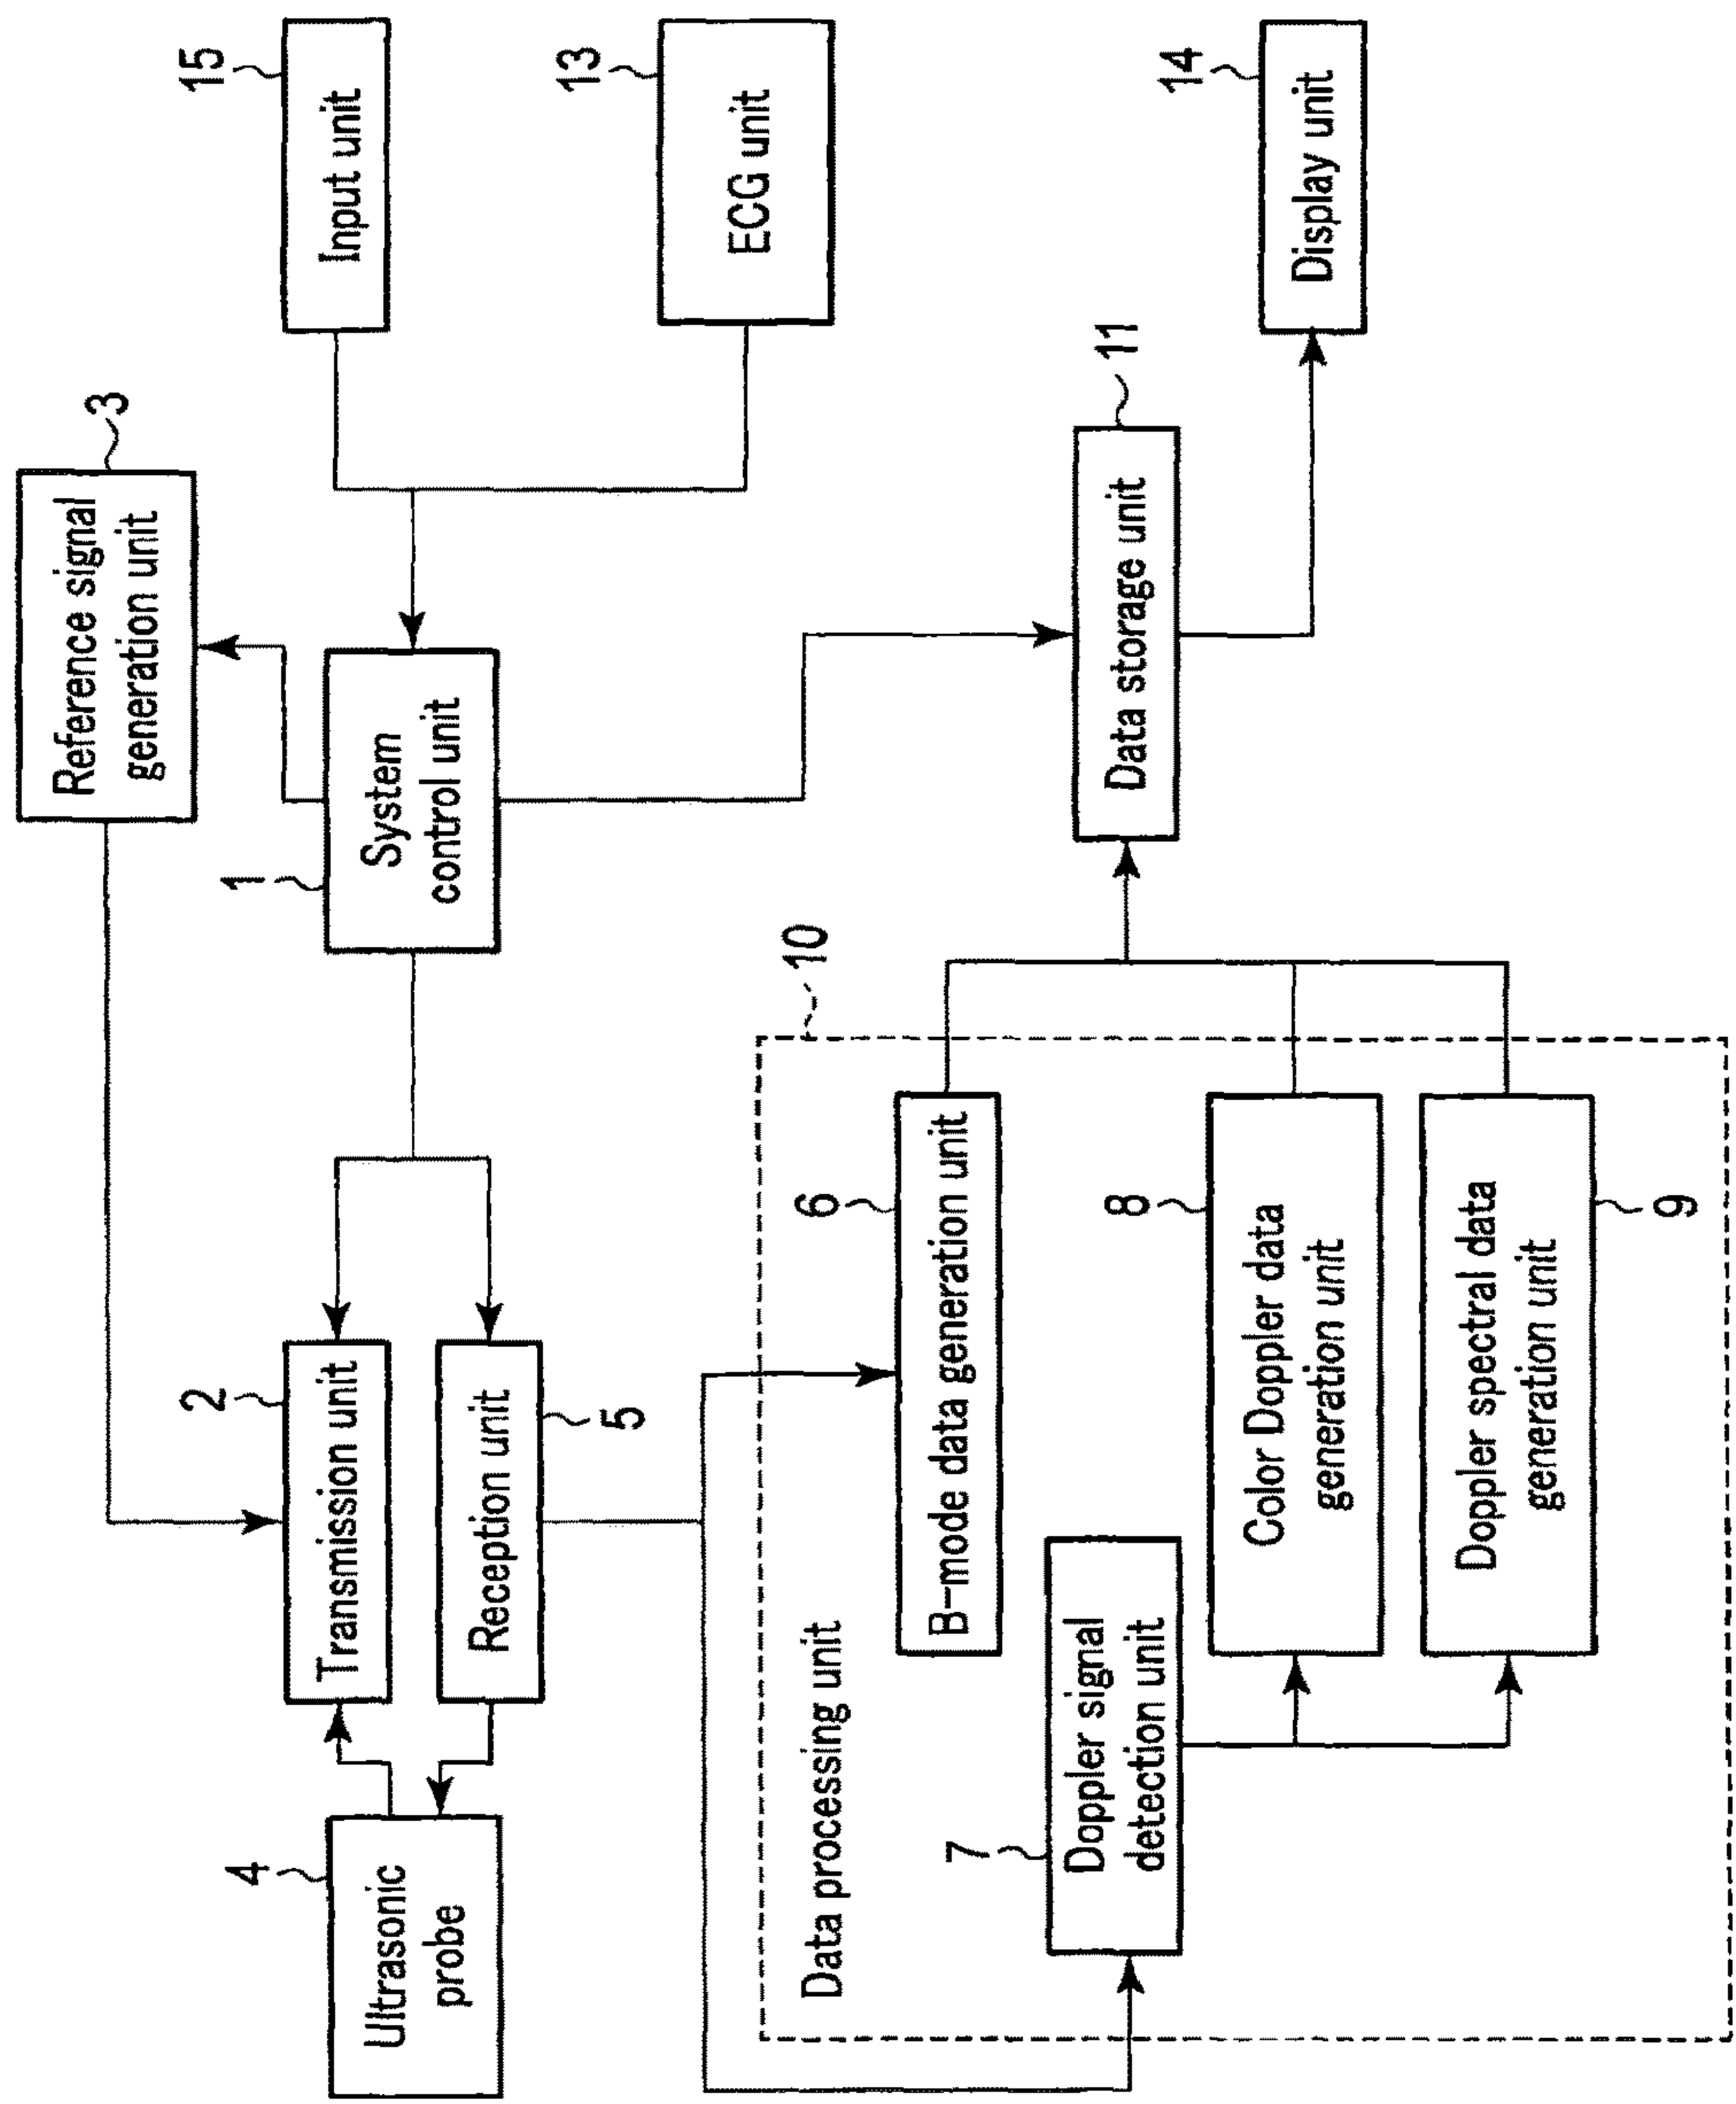 3
Reference signal
generation unit
15
Input unit
13
ECG unit
1
System
control unit
2
Transmission unit
Reception unit
5
4
Ultrasonic
probe
10
Data processing unit
6
B-mode data generation unit
7
Doppler signal
detection unit
8
Color Doppler data
generation unit
Doppler spectral data
generation unit
9
11
Data storage unit
14
Display unit